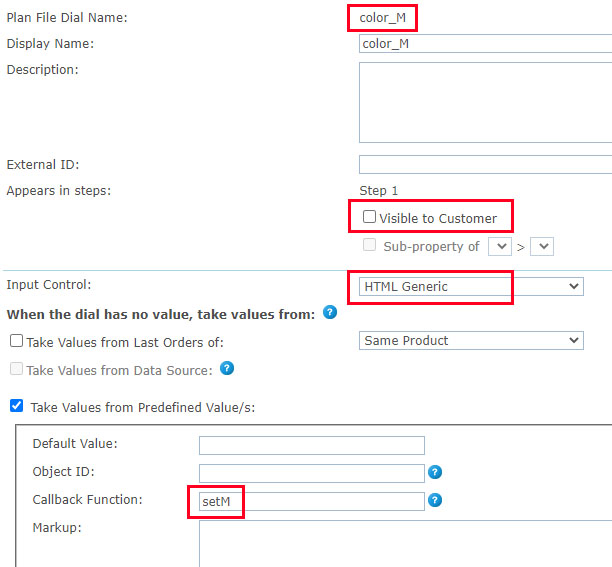 Plan File Dial Name: color_M
Display Name: color_M
Description:
External ID:
Appears in steps: Step 1
Visible to Customer
Sub-property of >
Input Control: HTML Generic
When the dial has no value, take values from: ?
Take Values from Last Orders of: Same Product
Take Values from Data Source: ?
Take Values from Predefined Value/s:
Default Value:
Object ID: ?
Callback Function: setM ?
Markup: